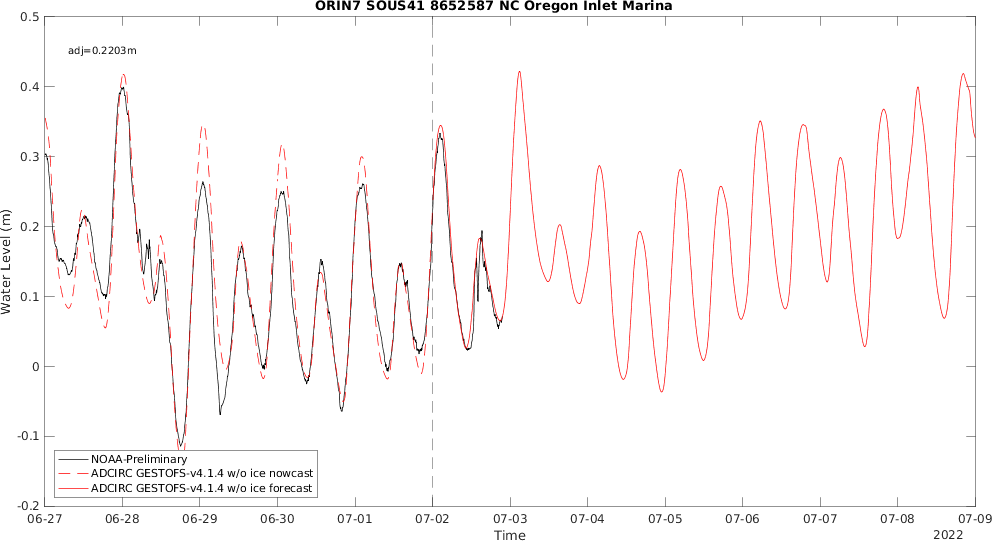 ORIN7 SOUS41 8652587 NC Oregon Inlet Marina
adj=0.2203m
0.5
0.4
0.3
0.2
0.1
0
-0.1
-0.2
Water Level (m)
NOAA-Preliminary
ADCIRC GESTOFS-v4.1.4 w/o ice nowcast
ADCIRC GESTOFS-v4.1.4 w/o ice forecast
06-27 06-28 06-29 06-30 07-01 07-02 07-03 07-04 07-05 07-06 07-07 07-08 07-09
Time
2022